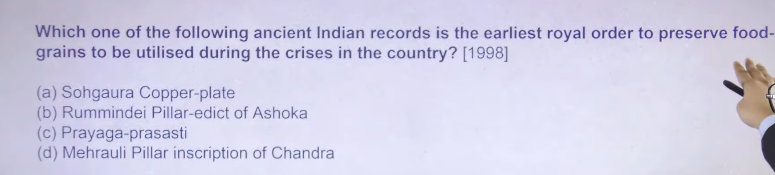 Which one of the following ancient Indian records is the earliest royal order to preserve food-
grains to be utilised during the crises in the country? [1998]
(a) Sohgaura Copper-plate
(b) Rummindei Pillar-edict of Ashoka
(c) Prayaga-prasasti
(d) Mehrauli Pillar inscription of Chandra